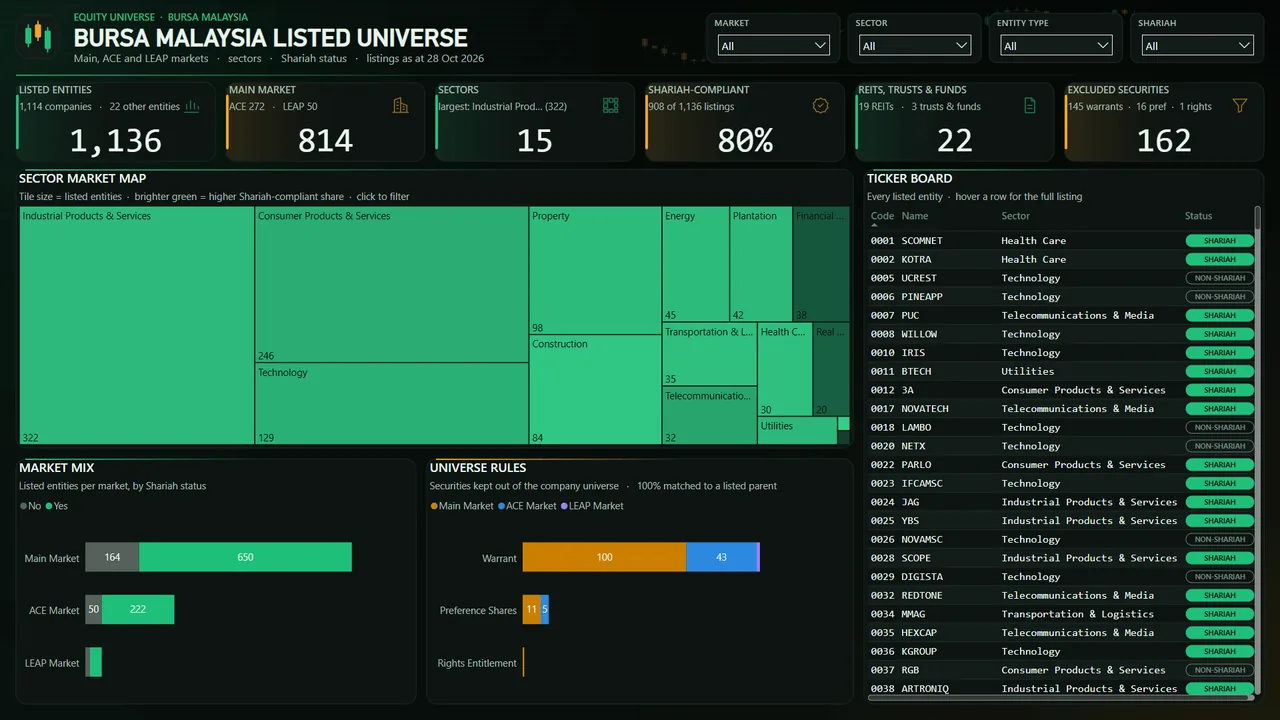 EQUITY UNIVERSE · BURSA MALAYSIA
BURSA MALAYSIA LISTED UNIVERSE
Main, ACE and LEAP markets · sectors · Shariah status · listings as at 28 Oct 2026
MARKET
All
SECTOR
All
ENTITY TYPE
All
SHARIAH
All
LISTED ENTITIES
1,114 companies · 22 other entities
1,136
MAIN MARKET
ACE 272 · LEAP 50
814
SECTORS
largest: Industrial Prod... (322)
15
SHARIAH-COMPLIANT
908 of 1,136 listings
80%
REITS, TRUSTS & FUNDS
19 REITs · 3 trusts & funds
22
EXCLUDED SECURITIES
145 warrants · 16 pref · 1 rights
162
SECTOR MARKET MAP
Tile size = listed entities · brighter green = higher Shariah-compliant share · click to filter
Industrial Products & Services
322
Consumer Products & Services
246
Technology
129
Property
98
Construction
84
Energy
45
Plantation
42
Financial ...
38
Transportation & L...
35
Telecommunicatio...
32
Health C...
30
Real ...
20
Utilities
MARKET MIX
Listed entities per market, by Shariah status
No Yes
Main Market 164 650
ACE Market 50 222
LEAP Market
UNIVERSE RULES
Securities kept out of the company universe · 100% matched to a listed parent
Main Market ACE Market LEAP Market
Warrant 100 43
Preference Shares 11 5
Rights Entitlement
TICKER BOARD
Every listed entity · hover a row for the full listing
Code Name Sector Status
0001 SCOMNET Health Care SHARIAH
0002 KOTRA Health Care SHARIAH
0005 UCREST Technology NON-SHARIAH
0006 PINEAPP Technology NON-SHARIAH
0007 PUC Telecommunications & Media SHARIAH
0008 WILLOW Technology SHARIAH
0010 IRIS Technology SHARIAH
0011 BTECH Utilities SHARIAH
0012 3A Consumer Products & Services SHARIAH
0017 NOVATECH Telecommunications & Media SHARIAH
0018 LAMBO Technology NON-SHARIAH
0020 NETX Technology NON-SHARIAH
0022 PARLO Consumer Products & Services SHARIAH
0023 IFCAMSC Technology SHARIAH
0024 JAG Industrial Products & Services SHARIAH
0025 YBS Industrial Products & Services SHARIAH
0026 NOVAMSC Technology NON-SHARIAH
0028 SCOPE Industrial Products & Services SHARIAH
0029 DIGISTA Technology NON-SHARIAH
0032 REDTONE Telecommunications & Media SHARIAH
0034 MMAG Transportation & Logistics SHARIAH
0035 HEXCAP Telecommunications & Media SHARIAH
0036 KGROUP Technology SHARIAH
0037 RGB Consumer Products & Services NON-SHARIAH
0038 ARTRONIQ Industrial Products & Services SHARIAH